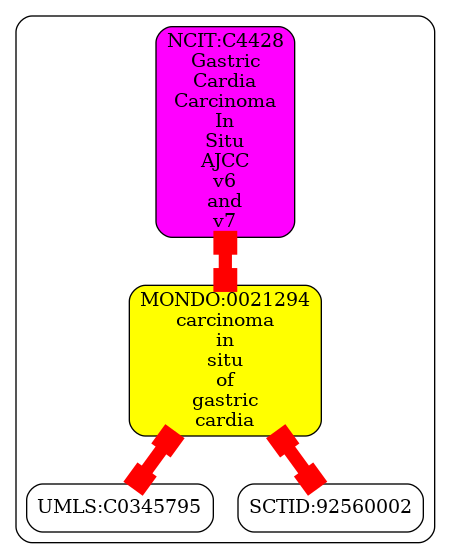 NCIT:C4428
Gastric
Cardia
Carcinoma
In
Situ
AJCC
v6
and
v7
MONDO:0021294
carcinoma
in
situ
of
gastric
cardia
UMLS:C0345795
SCTID:92560002